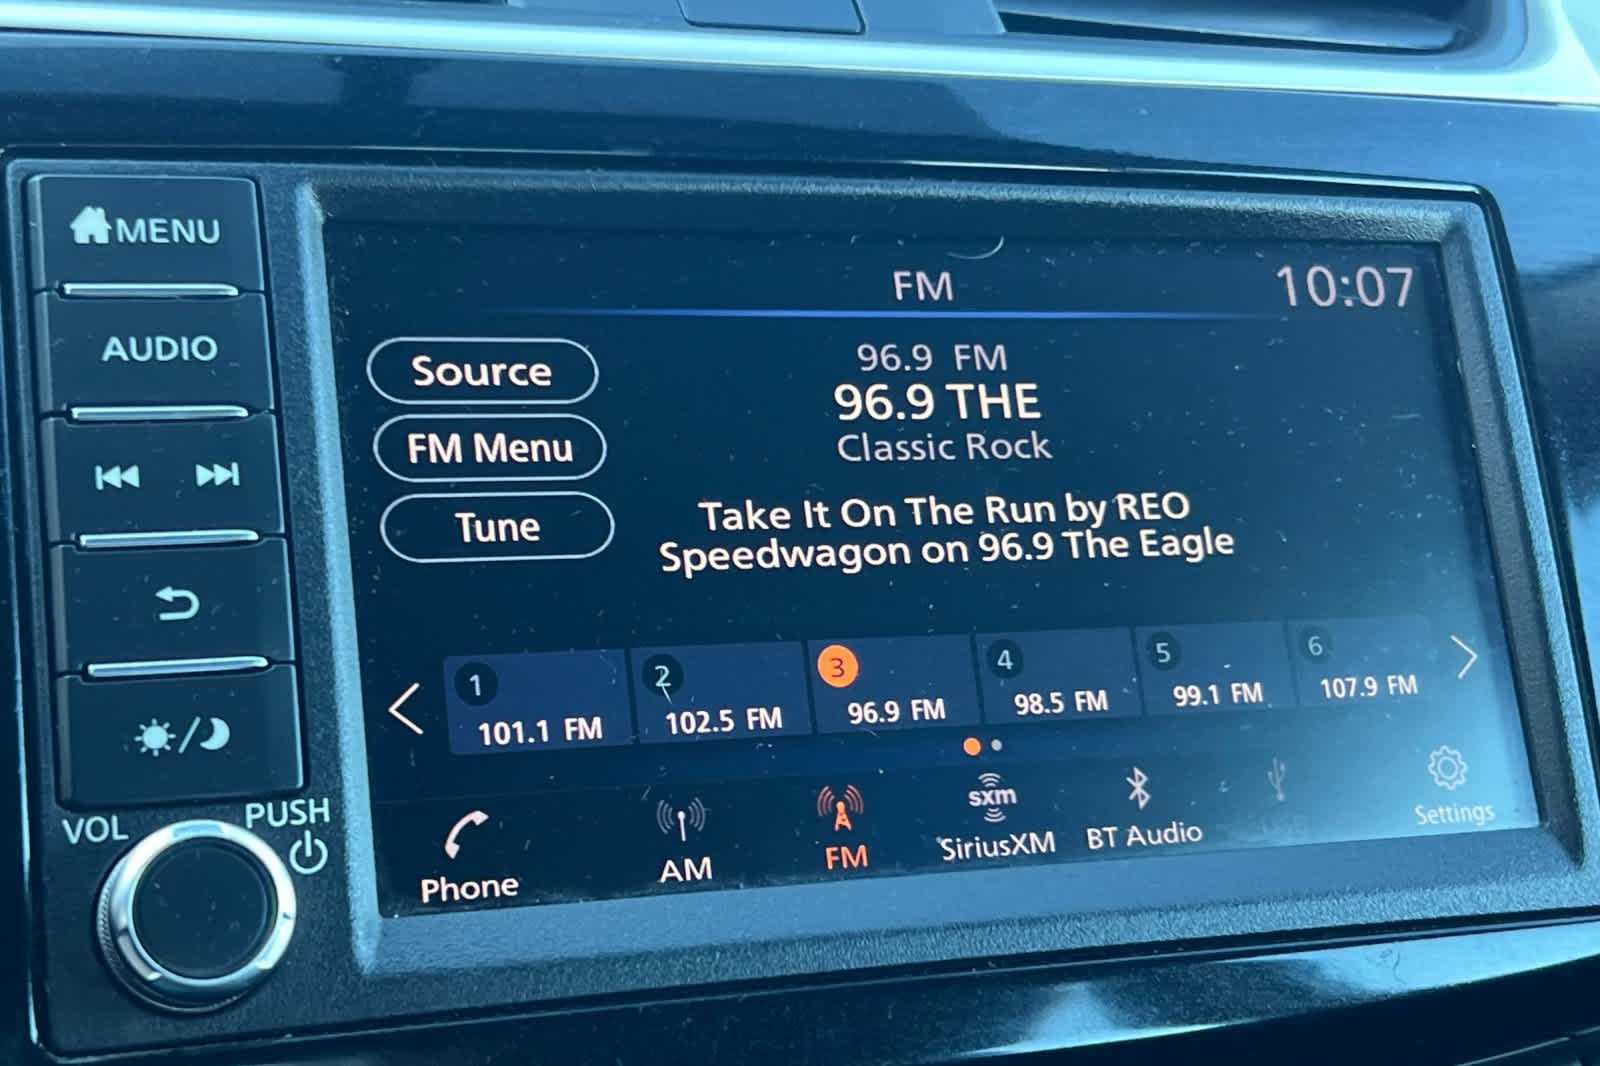 MENU
AUDIO
VOL
PUSH
FM
10:07
Source
FM Menu
Tune
96.9 FM
96.9 THE
Classic Rock
Take It On The Run by REO
Speedwagon on 96.9 The Eagle
1
101.1 FM
2
102.5 FM
3
96.9 FM
4
98.5 FM
5
99.1 FM
6
107.9 FM
Phone
AM
FM
sxm
SiriusXM
BT Audio
Settings